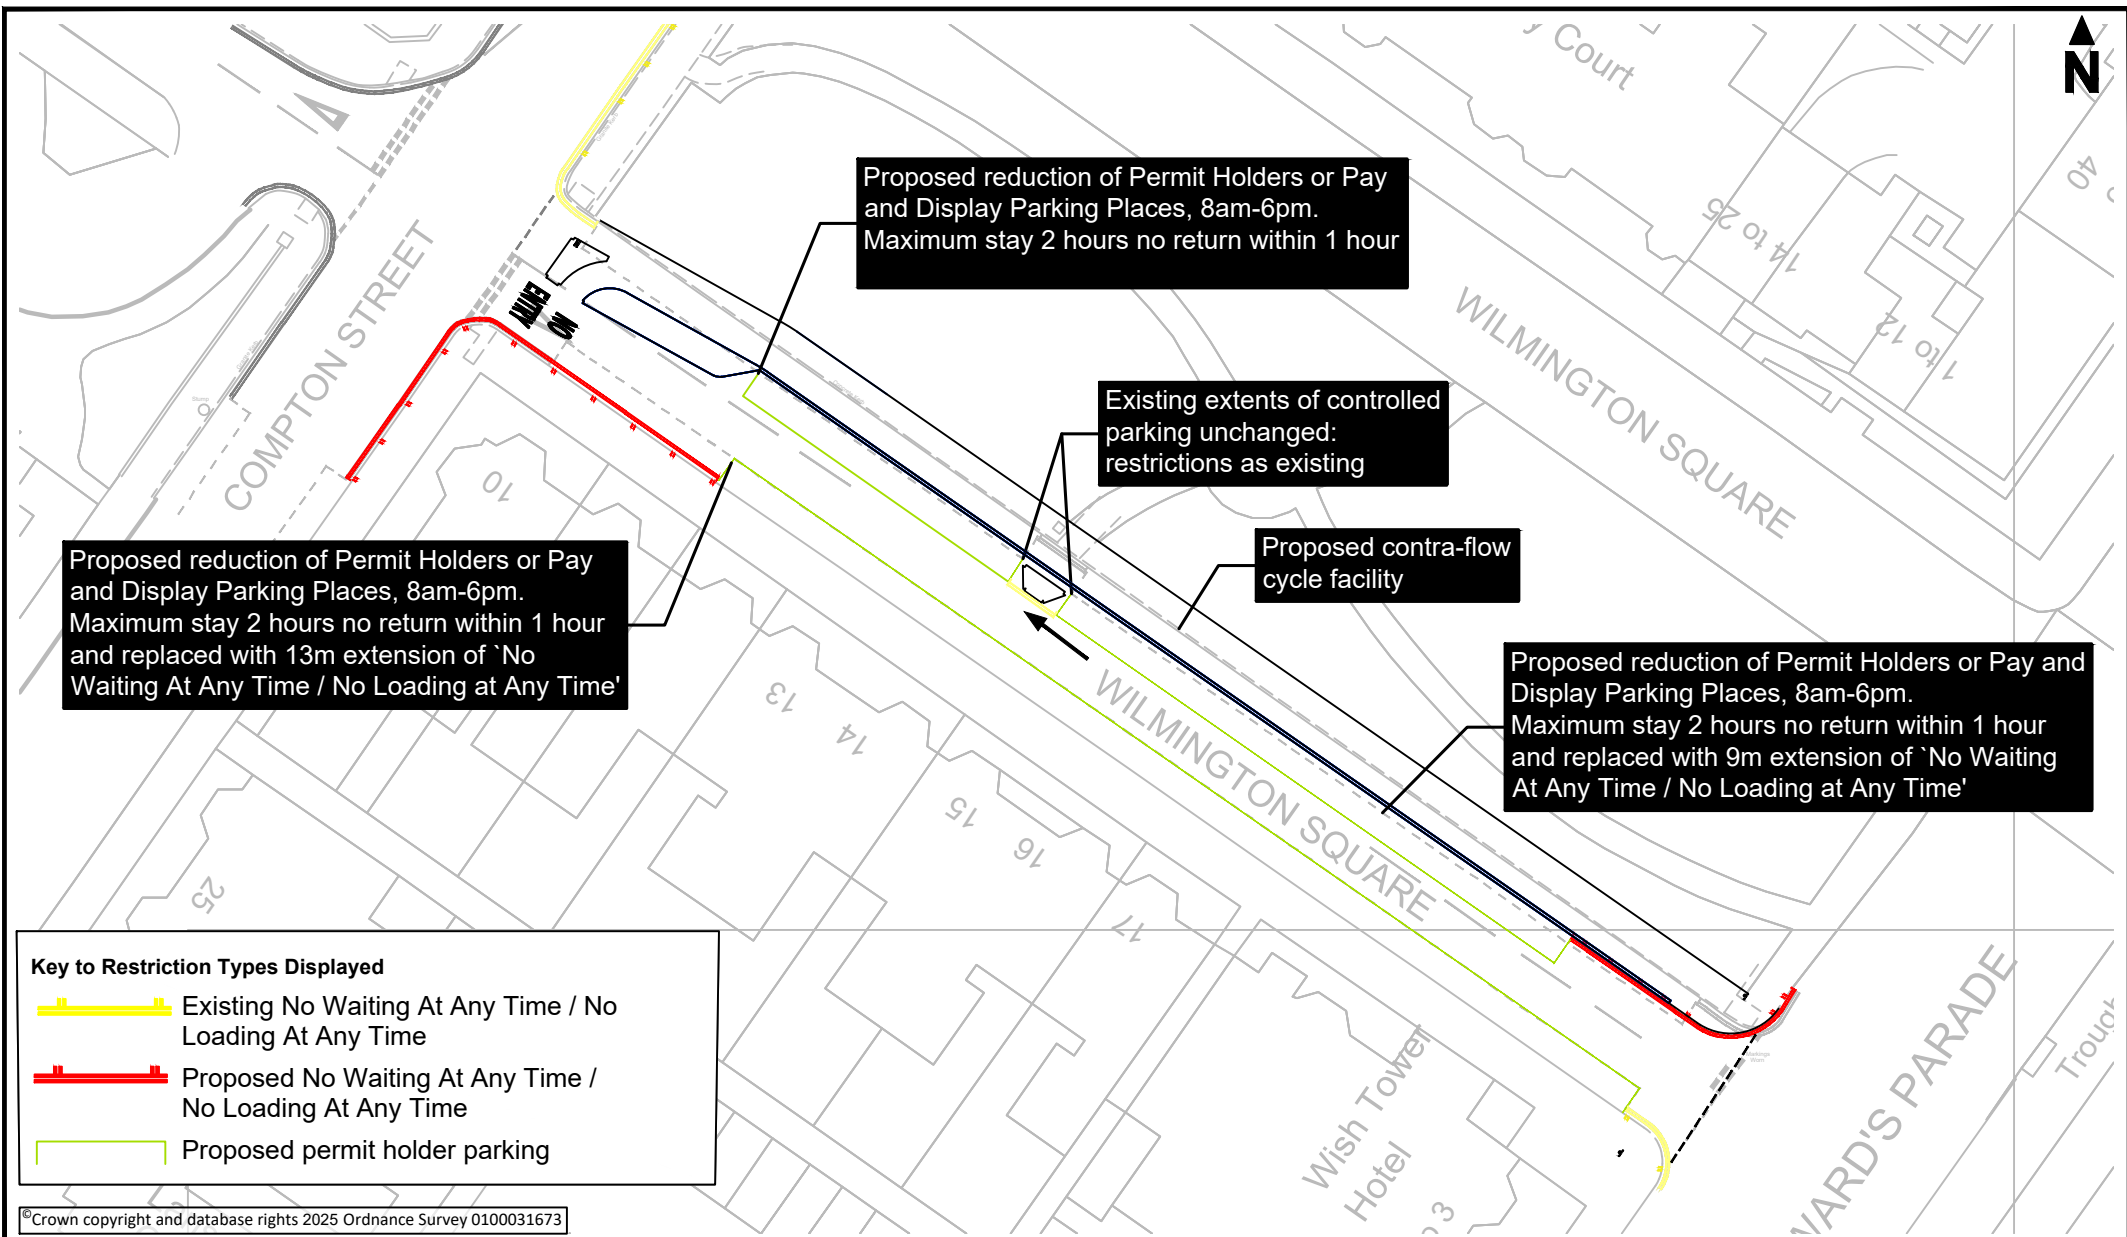 N
y Court
40
14 to 25
1 to 12
WILMINGTON SQUARE
Proposed reduction of Permit Holders or Pay
and Display Parking Places, 8am-6pm.
Maximum stay 2 hours no return within 1 hour
COMPTON STREET
NO
ENTRY
Stump
Existing extents of controlled
parking unchanged:
restrictions as existing
Proposed contra-flow
cycle facility
Proposed reduction of Permit Holders or Pay
and Display Parking Places, 8am-6pm.
Maximum stay 2 hours no return within 1 hour
and replaced with 13m extension of `No
Waiting At Any Time / No Loading at Any Time'
Proposed reduction of Permit Holders or Pay and
Display Parking Places, 8am-6pm.
Maximum stay 2 hours no return within 1 hour
and replaced with 9m extension of `No Waiting
At Any Time / No Loading at Any Time'
10
13
14
15
16
17
25
WILMINGTON SQUARE
Wish Tower
Hotel
3
WARD'S PARADE
Trough
Key to Restriction Types Displayed
Existing No Waiting At Any Time / No
Loading At Any Time
Proposed No Waiting At Any Time /
No Loading At Any Time
Proposed permit holder parking
©Crown copyright and database rights 2025 Ordnance Survey 0100031673